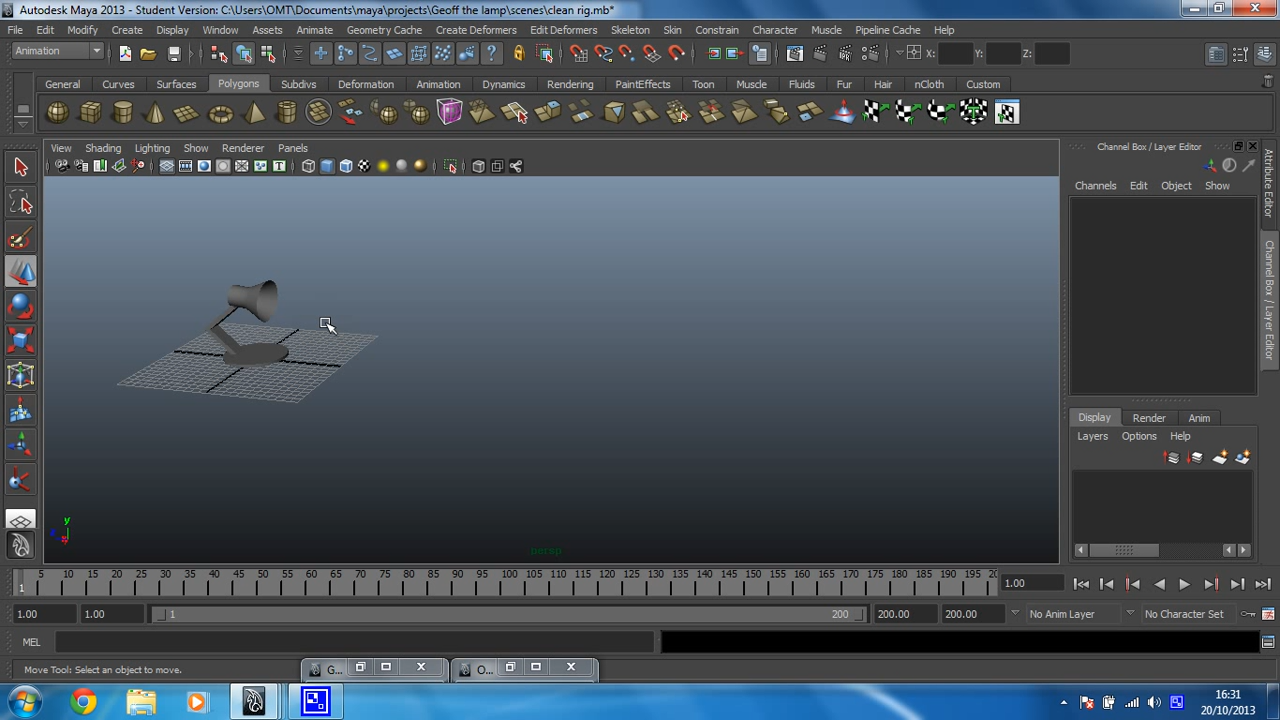 Autodesk Maya 2013 - Student Version: C:\Users\OMT\Documents\maya\projects\Geoff the lamp\scenes\clean rig.mb*
File Edit Modify Create Display Window Assets Animate Geometry Cache Create Deformers Edit Deformers Skeleton Skin Constrain Character Muscle Pipeline Cache Help
Animation X: Y: Z:
General Curves Surfaces Polygons Subdivs Deformation Animation Dynamics Rendering PaintEffects Toon Muscle Fluids Fur Hair nCloth Custom
View Shading Lighting Show Renderer Panels
Channel Box / Layer Editor
Channels Edit Object Show
Attribute Editor
Channel Box / Layer Editor
Display Render Anim
Layers Options Help
y
persp
5 10 15 20 25 30 35 40 45 50 55 60 65 70 75 80 85 90 95 100 105 110 115 120 125 130 135 140 145 150 155 160 165 170 175 180 185 190 195 20
1 1.00
1.00 1.00 1 200 200.00 200.00 No Anim Layer No Character Set
MEL
Move Tool: Select an object to move.
G... O...
16:31
20/10/2013